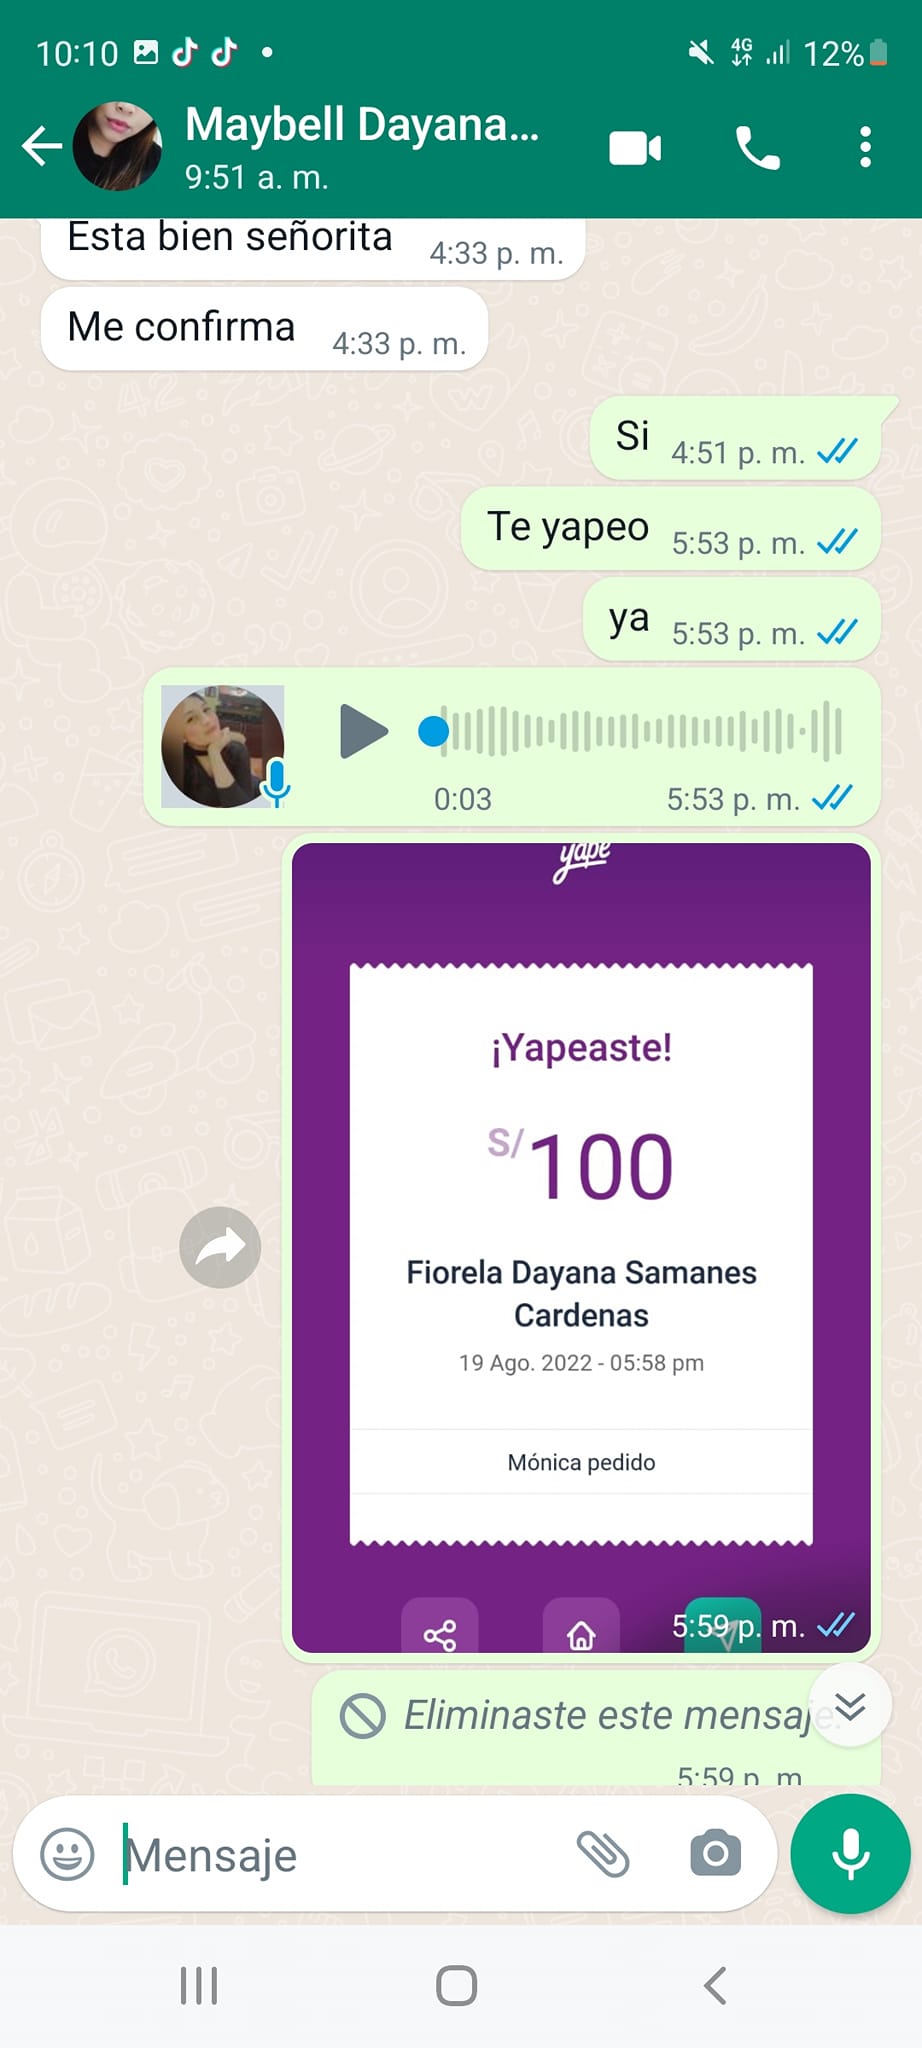 10:10
4G
12%
Maybell Dayana...
9:51 a. m.
Esta bien señorita 4:33 p. m.
Me confirma 4:33 p. m.
Si 4:51 p. m.
Te yapeo 5:53 p. m.
ya 5:53 p. m.
0:03 5:53 p. m.
yape
¡Yapeaste!
S/100
Fiorela Dayana Samanes
Cardenas
19 Ago. 2022 - 05:58 pm
Mónica pedido
5:59 p. m.
Eliminaste este mensaje.
5:59 p. m
Mensaje